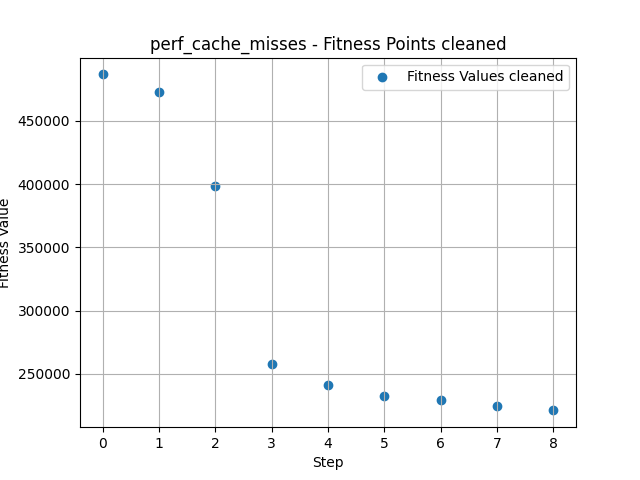 perf_cache_misses - Fitness Points cleaned
Fitness Values cleaned
Fitness Value
450000
400000
350000
300000
250000
0 1 2 3 4 5 6 7 8
Step